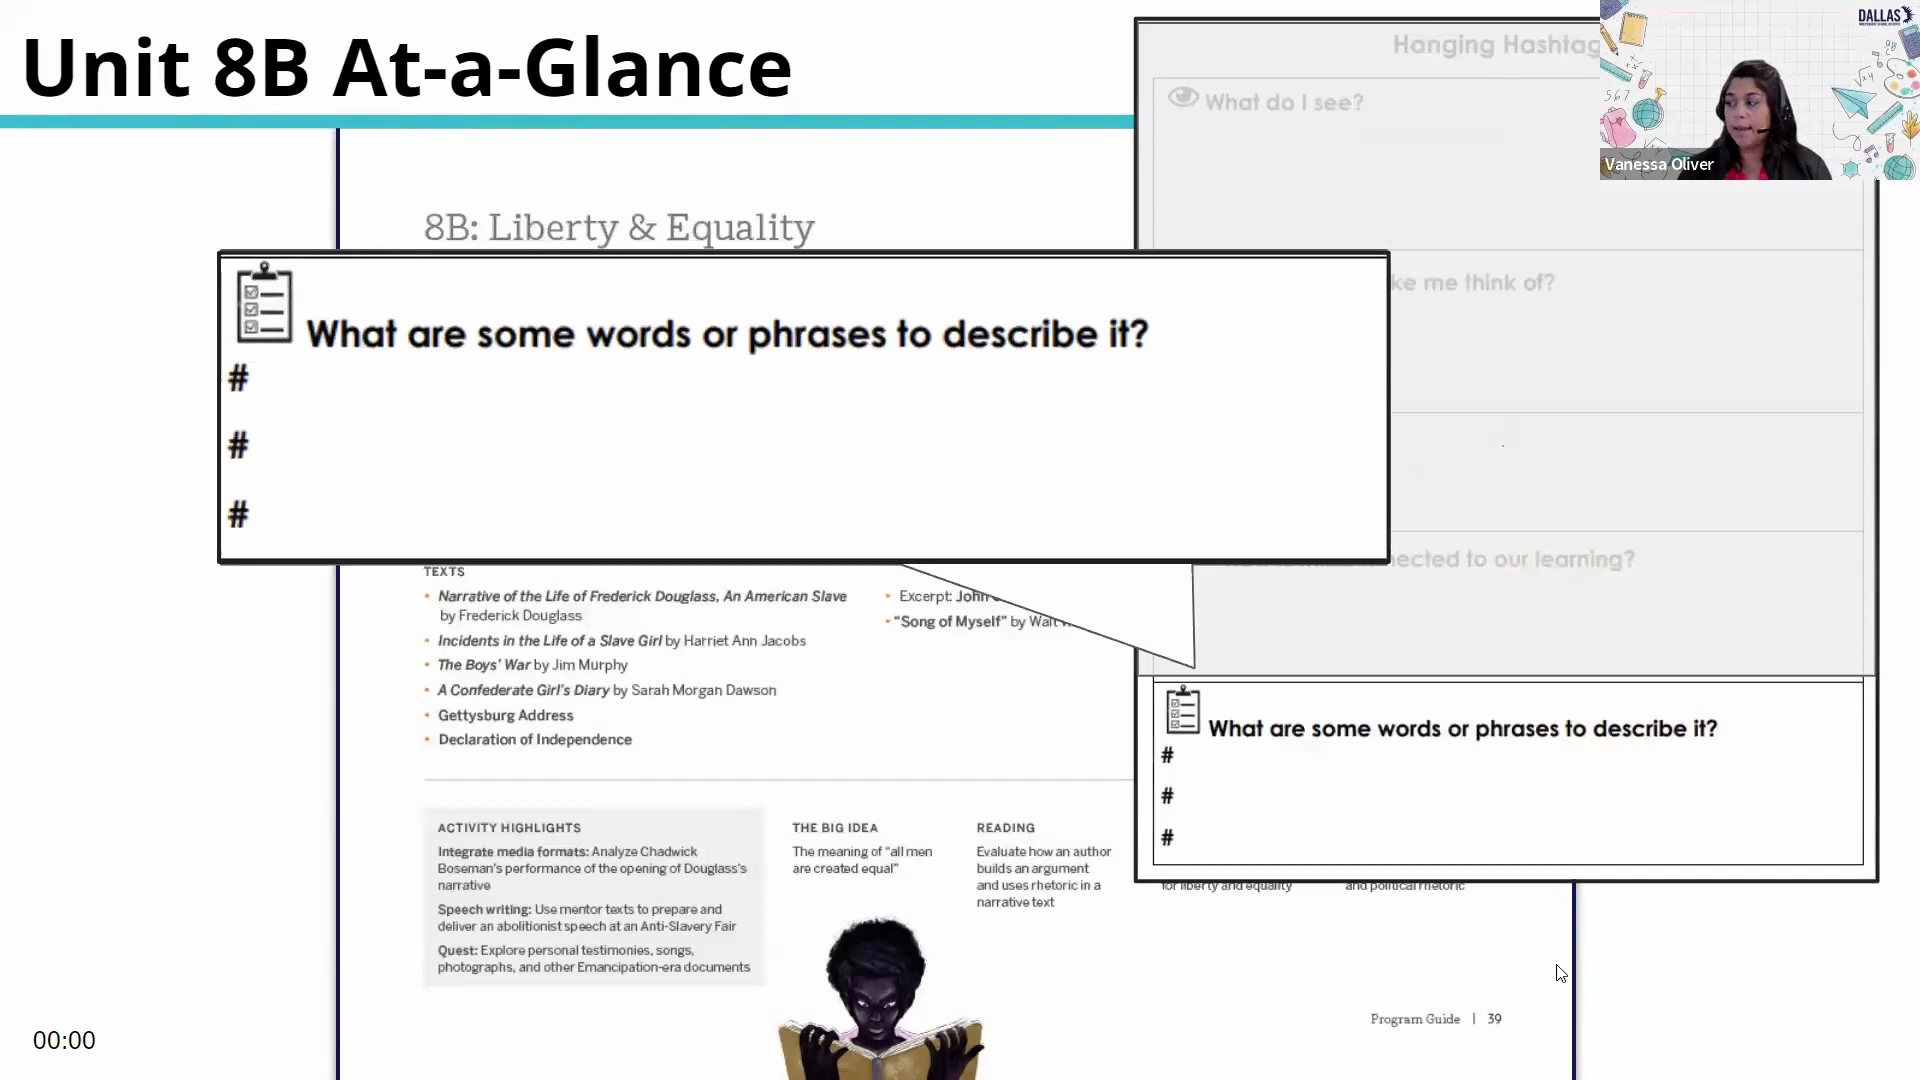 Unit 8B At-a-Glance
Hanging Hashtag
DALLAS
What do I see?
Vanessa Oliver
8B: Liberty & Equality
ke me think of?
What are some words or phrases to describe it?
#
#
#
nected to our learning?
TEXTS
• Narrative of the Life of Frederick Douglass, An American Slave
by Frederick Douglass
• Incidents in the Life of a Slave Girl by Harriet Ann Jacobs
• The Boys' War by Jim Murphy
• A Confederate Girl's Diary by Sarah Morgan Dawson
• Gettysburg Address
• Declaration of Independence
• Excerpt: John
• "Song of Myself" by Walt
What are some words or phrases to describe it?
#
#
#
ACTIVITY HIGHLIGHTS
Integrate media formats: Analyze Chadwick
Boseman's performance of the opening of Douglass's
narrative
Speech writing: Use mentor texts to prepare and
deliver an abolitionist speech at an Anti-Slavery Fair
Quest: Explore personal testimonies, songs,
photographs, and other Emancipation-era documents
THE BIG IDEA
The meaning of "all men
are created equal"
READING
Evaluate how an author
builds an argument
and uses rhetoric in a
narrative text
for liberty and equality
and political rhetoric
Program Guide | 39
00:00